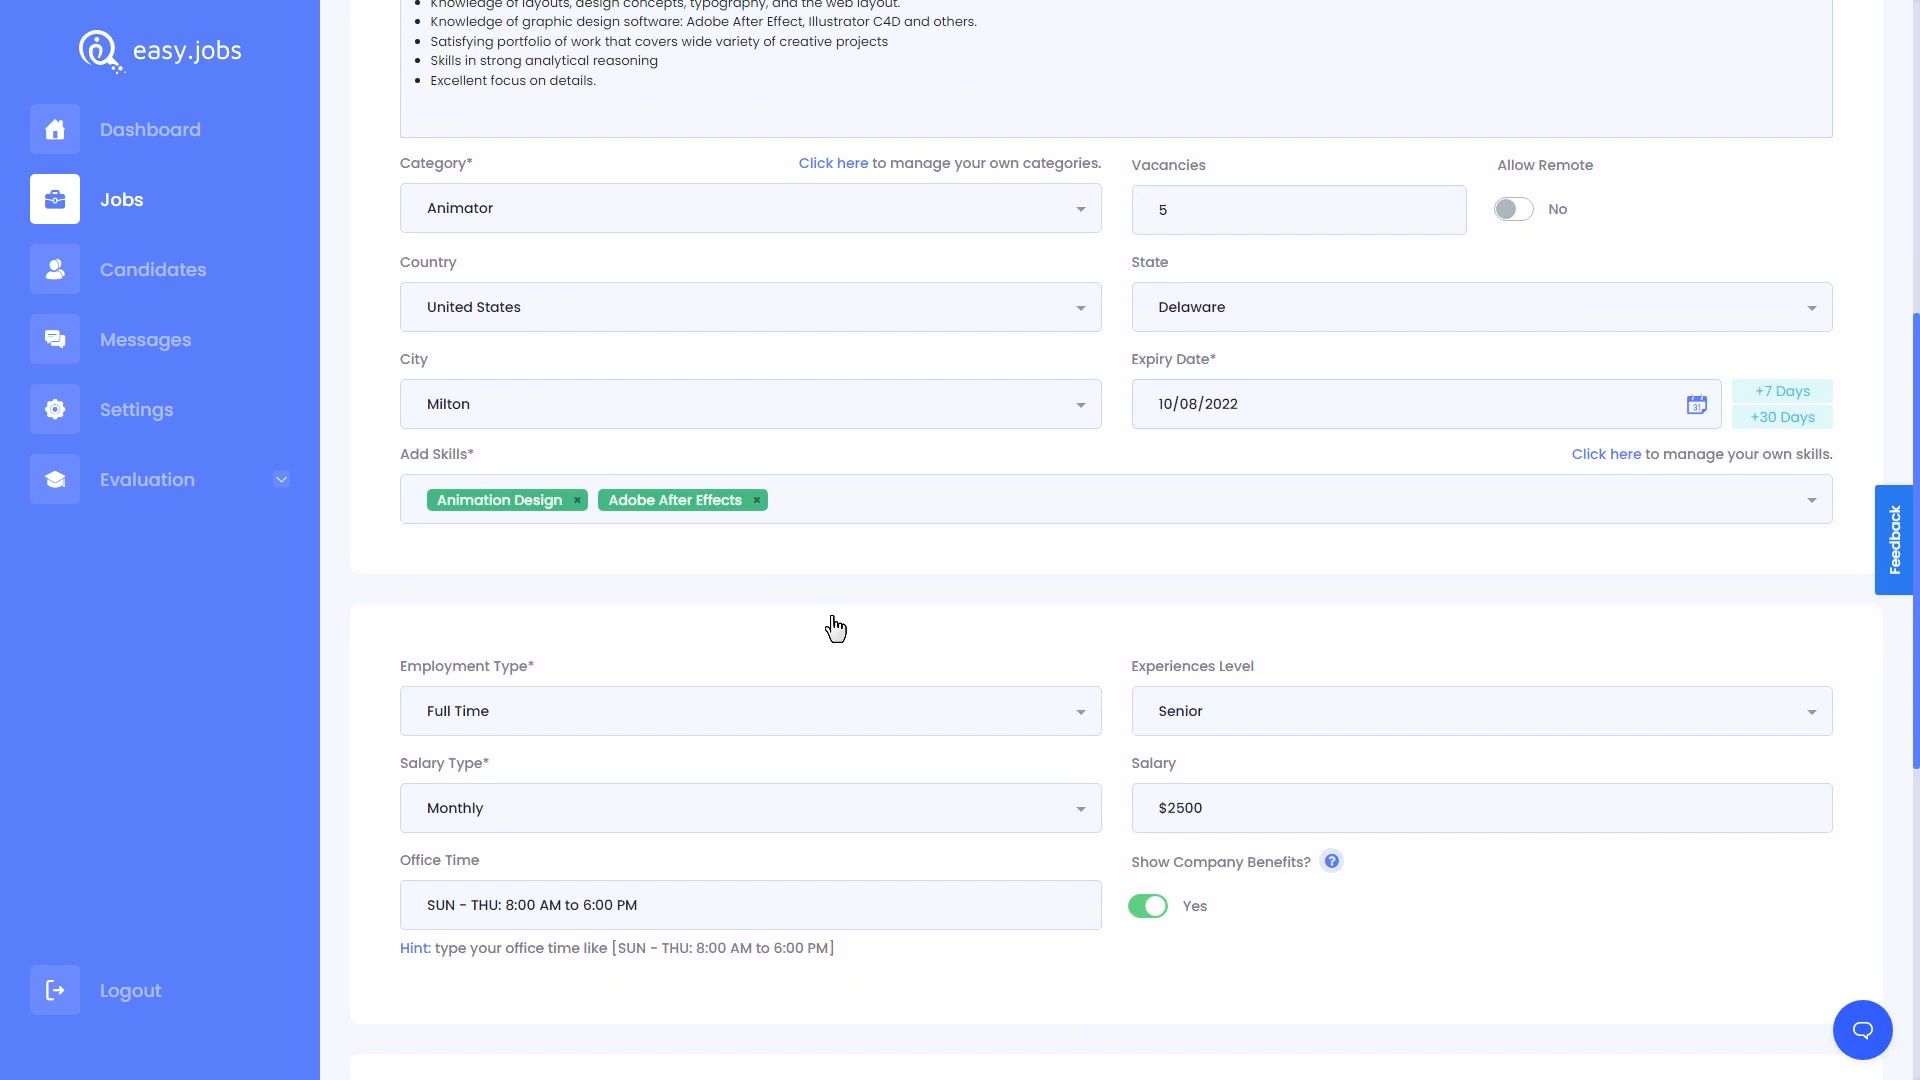 easy.jobs
Dashboard
Jobs
Candidates
Messages
Settings
Evaluation
Logout
Knowledge of layouts, design concepts, typography, and the web layout.
Knowledge of graphic design software: Adobe After Effect, Illustrator C4D and others.
Satisfying portfolio of work that covers wide variety of creative projects
Skills in strong analytical reasoning
Excellent focus on details.
Category* Click here to manage your own categories. Vacancies Allow Remote
Animator 5 No
Country State
United States Delaware
City Expiry Date*
Milton 10/08/2022 31 +7 Days
+30 Days
Add Skills* Click here to manage your own skills.
Animation Design × Adobe After Effects ×
Feedback
Employment Type* Experiences Level
Full Time Senior
Salary Type* Salary
Monthly $2500
Office Time Show Company Benefits? ?
SUN - THU: 8:00 AM to 6:00 PM Yes
Hint: type your office time like [SUN - THU: 8:00 AM to 6:00 PM]